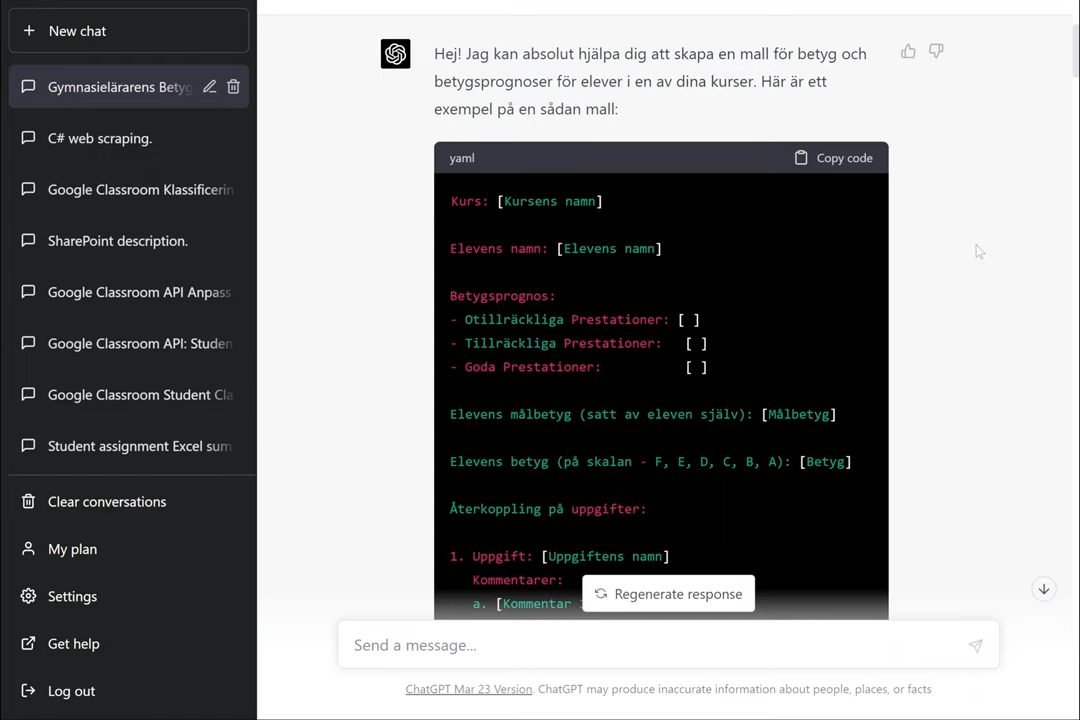 New chat
Gymnasielärarens Betyg
C# web scraping.
Google Classroom Klassificerin
SharePoint description.
Google Classroom API Anpass
Google Classroom API: Studen
Google Classroom Student Cla
Student assignment Excel sum
Clear conversations
My plan
Settings
Get help
Log out
Hej! Jag kan absolut hjälpa dig att skapa en mall för betyg och
betygsprognoser för elever i en av dina kurser. Här är ett
exempel på en sådan mall:
yaml
Copy code
Kurs: [Kursens namn]
Elevens namn: [Elevens namn]
Betygsprognos:
- Otillräckliga Prestationer: [ ]
- Tillräckliga Prestationer: [ ]
- Goda Prestationer: [ ]
Elevens målbetyg (satt av eleven själv): [Målbetyg]
Elevens betyg (på skalan - F, E, D, C, B, A): [Betyg]
Återkoppling på uppgifter:
1. Uppgift: [Uppgiftens namn]
Kommentarer:
a. [Kommentar
Regenerate response
Send a message...
ChatGPT Mar 23 Version. ChatGPT may produce inaccurate information about people, places, or facts